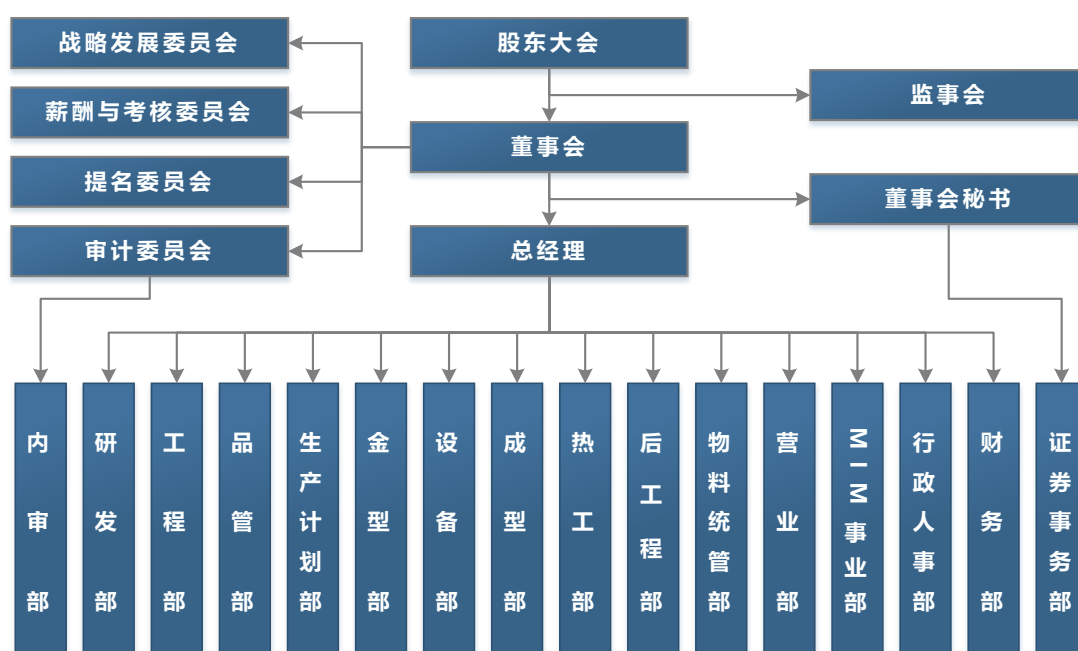 战略发展委员会
股东大会
薪酬与考核委员会
监事会
董事会
提名委员会
董事会秘书
审计委员会
总经理
内审部
研发部
工程部
品管部
生产计划部
金型部
设备部
成型部
热工部
后工程部
物料统管部
营业部
MIM事业部
行政人事部
财务部
证券事务部